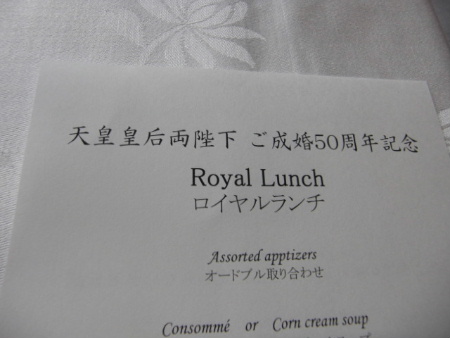 天皇皇后両陛下 ご成婚50周年記念
Royal Lunch
ロイヤルランチ
Assorted apptizers
オードブル取り合わせ
Consommé or Corn cream soup